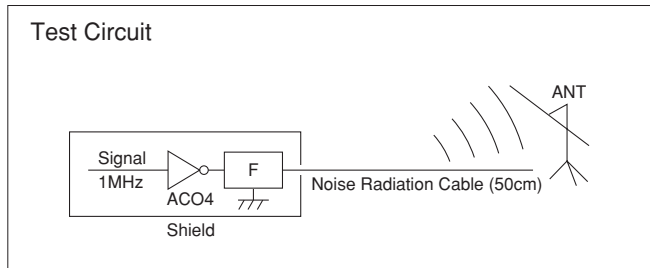 Test Circuit
ANT
Signal
1MHz
F
ACO4
Noise Radiation Cable (50cm)
Shield